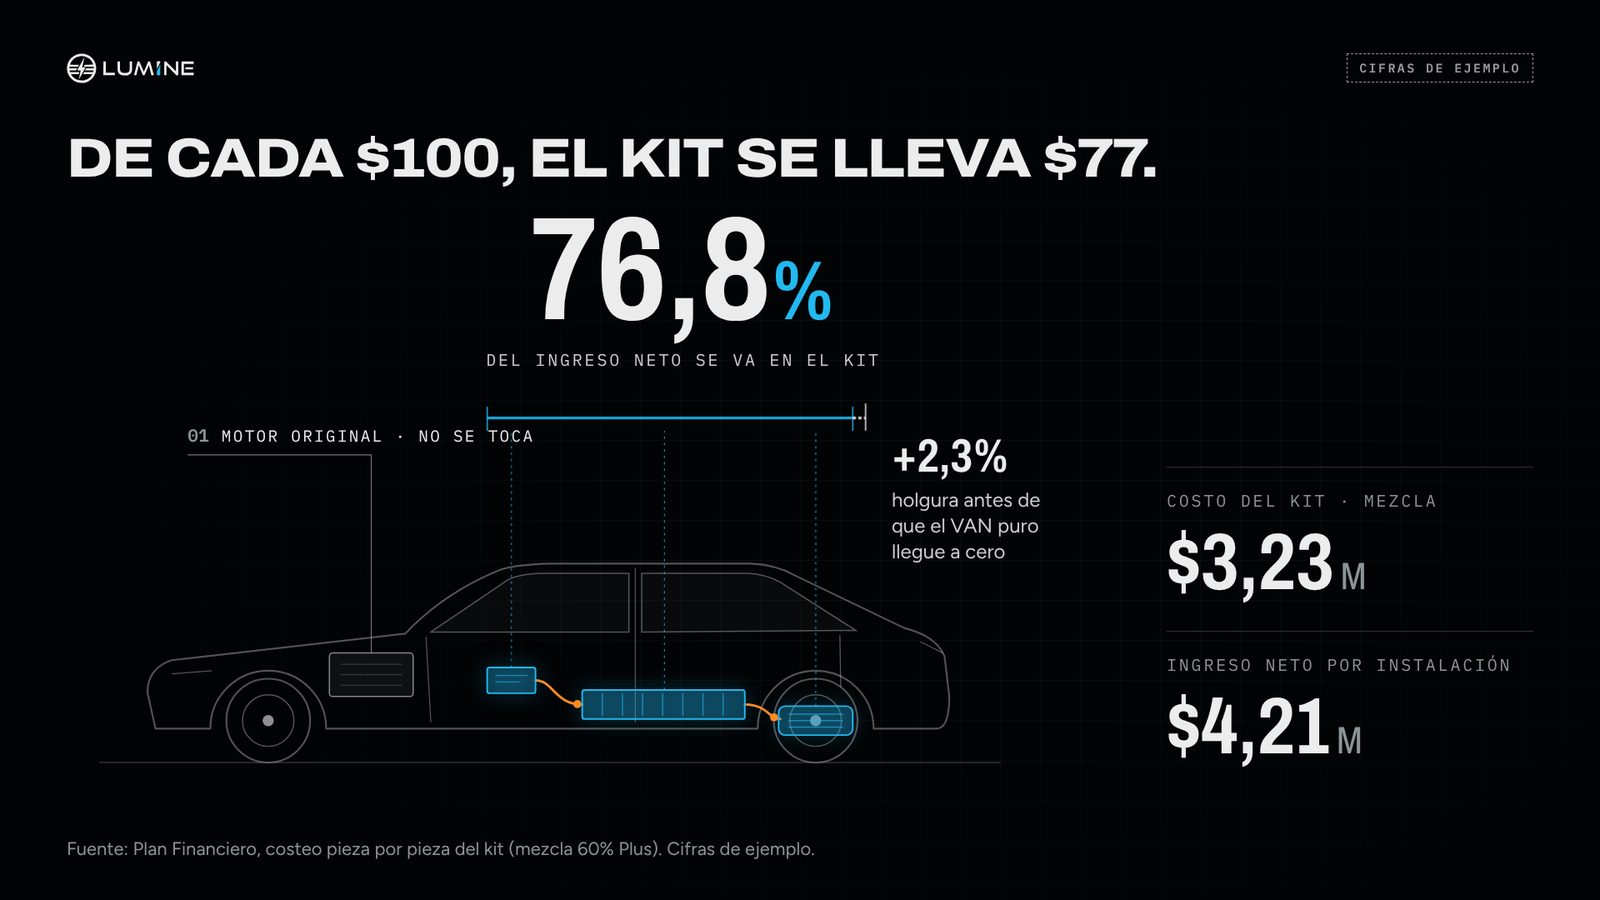 LUMINE
CIFRAS DE EJEMPLO
DE CADA $100, EL KIT SE LLEVA $77.
76,8%
DEL INGRESO NETO SE VA EN EL KIT
01 MOTOR ORIGINAL · NO SE TOCA
+2,3%
holgura antes de
que el VAN puro
llegue a cero
COSTO DEL KIT · MEZCLA
$3,23 M
INGRESO NETO POR INSTALACIÓN
$4,21 M
Fuente: Plan Financiero, costeo pieza por pieza del kit (mezcla 60% Plus). Cifras de ejemplo.